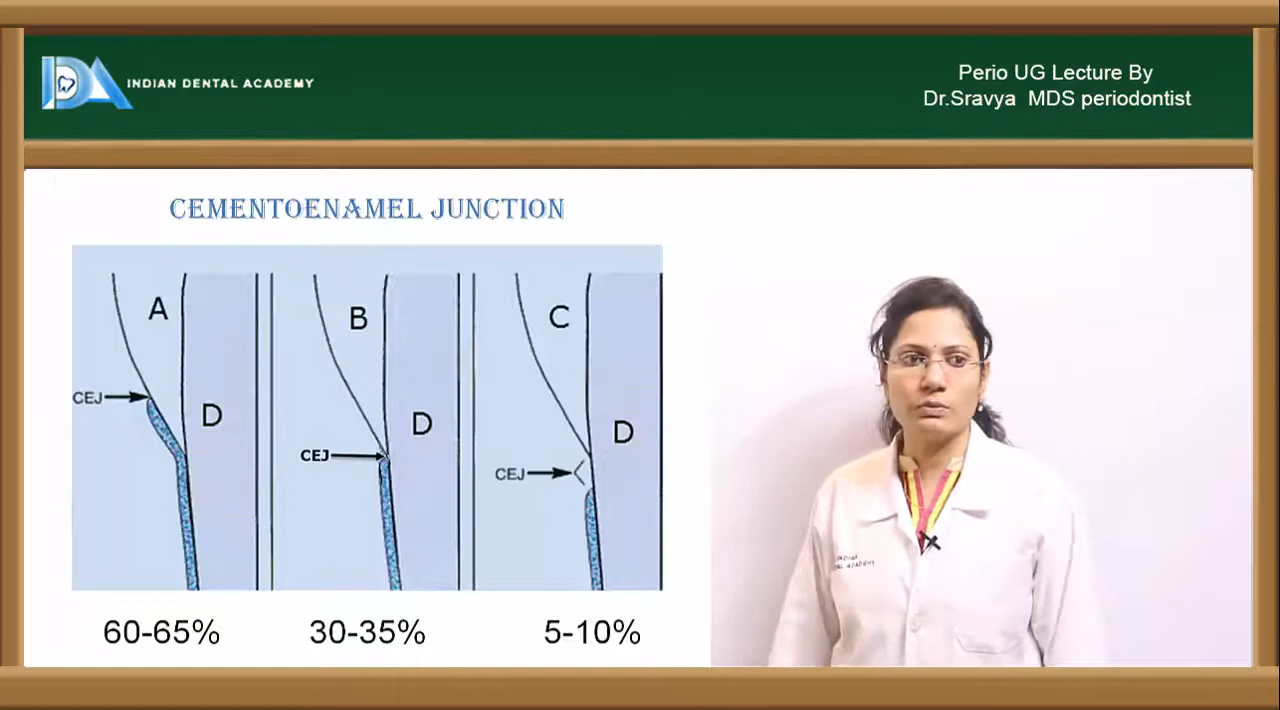 IDA INDIAN DENTAL ACADEMY
Perio UG Lecture By
Dr.Sravya MDS periodontist
CEMENTOENAMEL JUNCTION
A
B
C
CEJ
D
D
D
CEJ
CEJ
60-65%
30-35%
5-10%